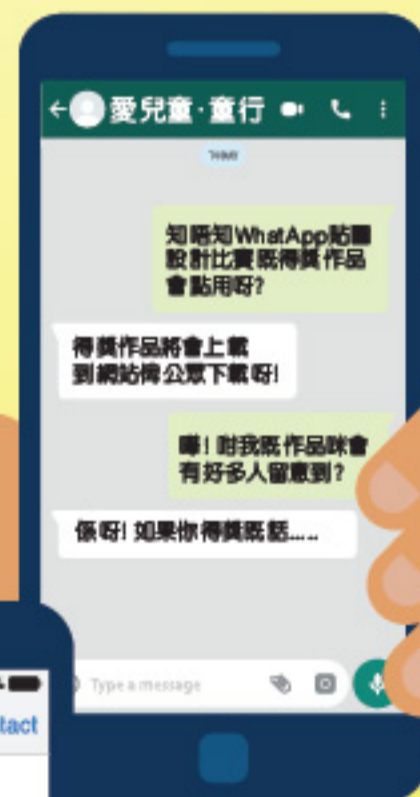 愛兒童·童行
TODAY
知唔知WhatApp貼圖
設計比賽既得獎作品
會點用呀?
得獎作品將會上載
到網站俾公眾下載呀!
嘩!咁我既作品咪會
有好多人留意到?
係呀!如果你得獎既話......
Type a message
tact